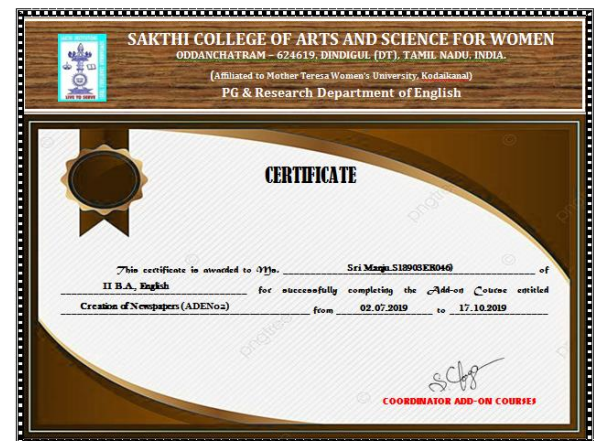 SAKTHI COLLEGE OF ARTS AND SCIENCE FOR WOMEN
ODDANCHATRAM – 624619, DINDIGUL (DT), TAMIL NADU. INDIA.
(Affiliated to Mother Teresa Women's University, Kodaikanal)
PG & Research Department of English
LIVE TO SERVE
CERTIFICATE
This certificate is awarded to Ms. Sri Manju of
II B.A., English for successfully completing the Add-on Course entitled
Creation of Newspapers (ADEN02) from 02.07.2019 to 17.10.2019
COORDINATOR ADD-ON COURSES